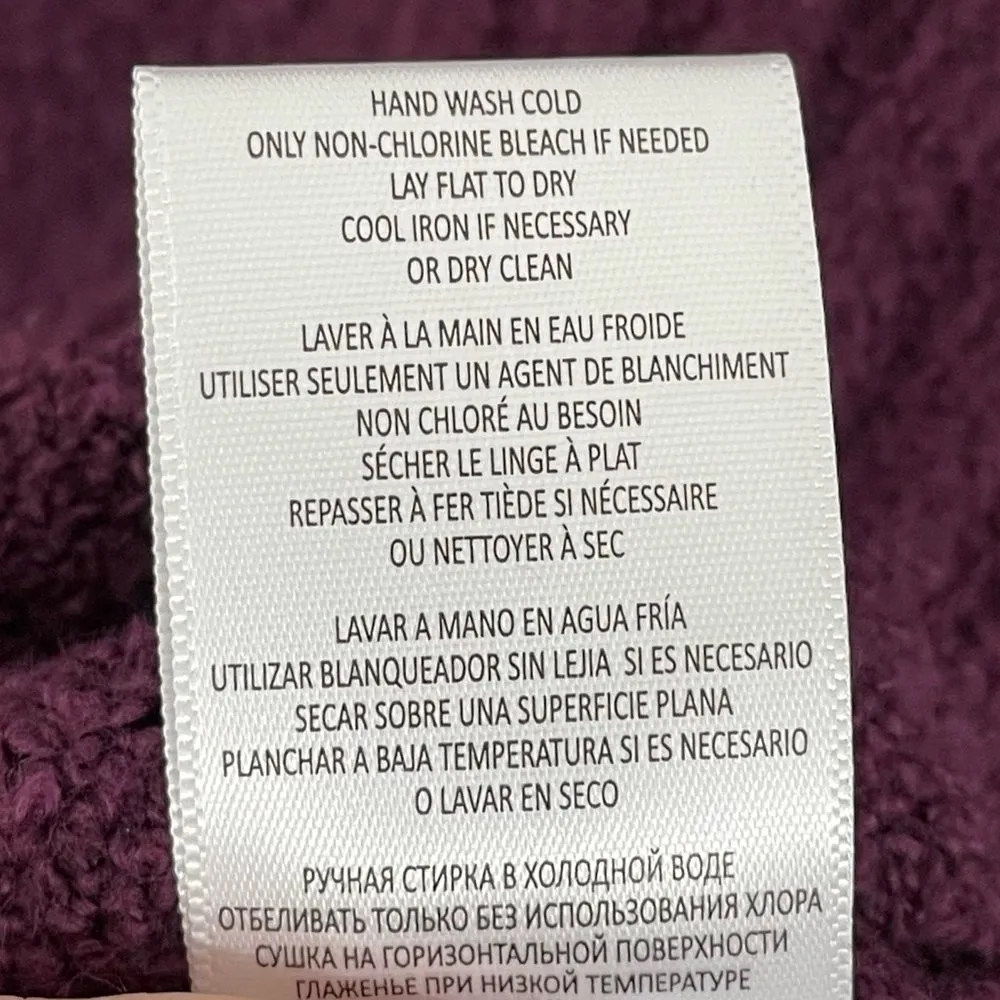 HAND WASH COLD
ONLY NON-CHLORINE BLEACH IF NEEDED
LAY FLAT TO DRY
COOL IRON IF NECESSARY
OR DRY CLEAN
LAVER À LA MAIN EN EAU FROIDE
UTILISER SEULEMENT UN AGENT DE BLANCHIMENT
NON CHLORÉ AU BESOIN
SÉCHER LE LINGE À PLAT
REPASSER À FER TIÈDE SI NÉCESSAIRE
OU NETTOYER À SEC
LAVAR A MANO EN AGUA FRÍA
UTILIZAR BLANQUEADOR SIN LEJIA SI ES NECESARIO
SECAR SOBRE UNA SUPERFICIE PLANA
PLANCHAR A BAJA TEMPERATURA SI ES NECESARIO
O LAVAR EN SECO
РУЧНАЯ СТИРКА В ХОЛОДНОЙ ВОДЕ
ОТБЕЛИВАТЬ ТОЛЬКО БЕЗ ИСПОЛЬЗОВАНИЯ ХЛОРА
СУШКА НА ГОРИЗОНТАЛЬНОЙ ПОВЕРХНОСТИ
ГЛАЖЕНЬЕ ПРИ НИЗКОЙ ТЕМПЕРАТУРЕ